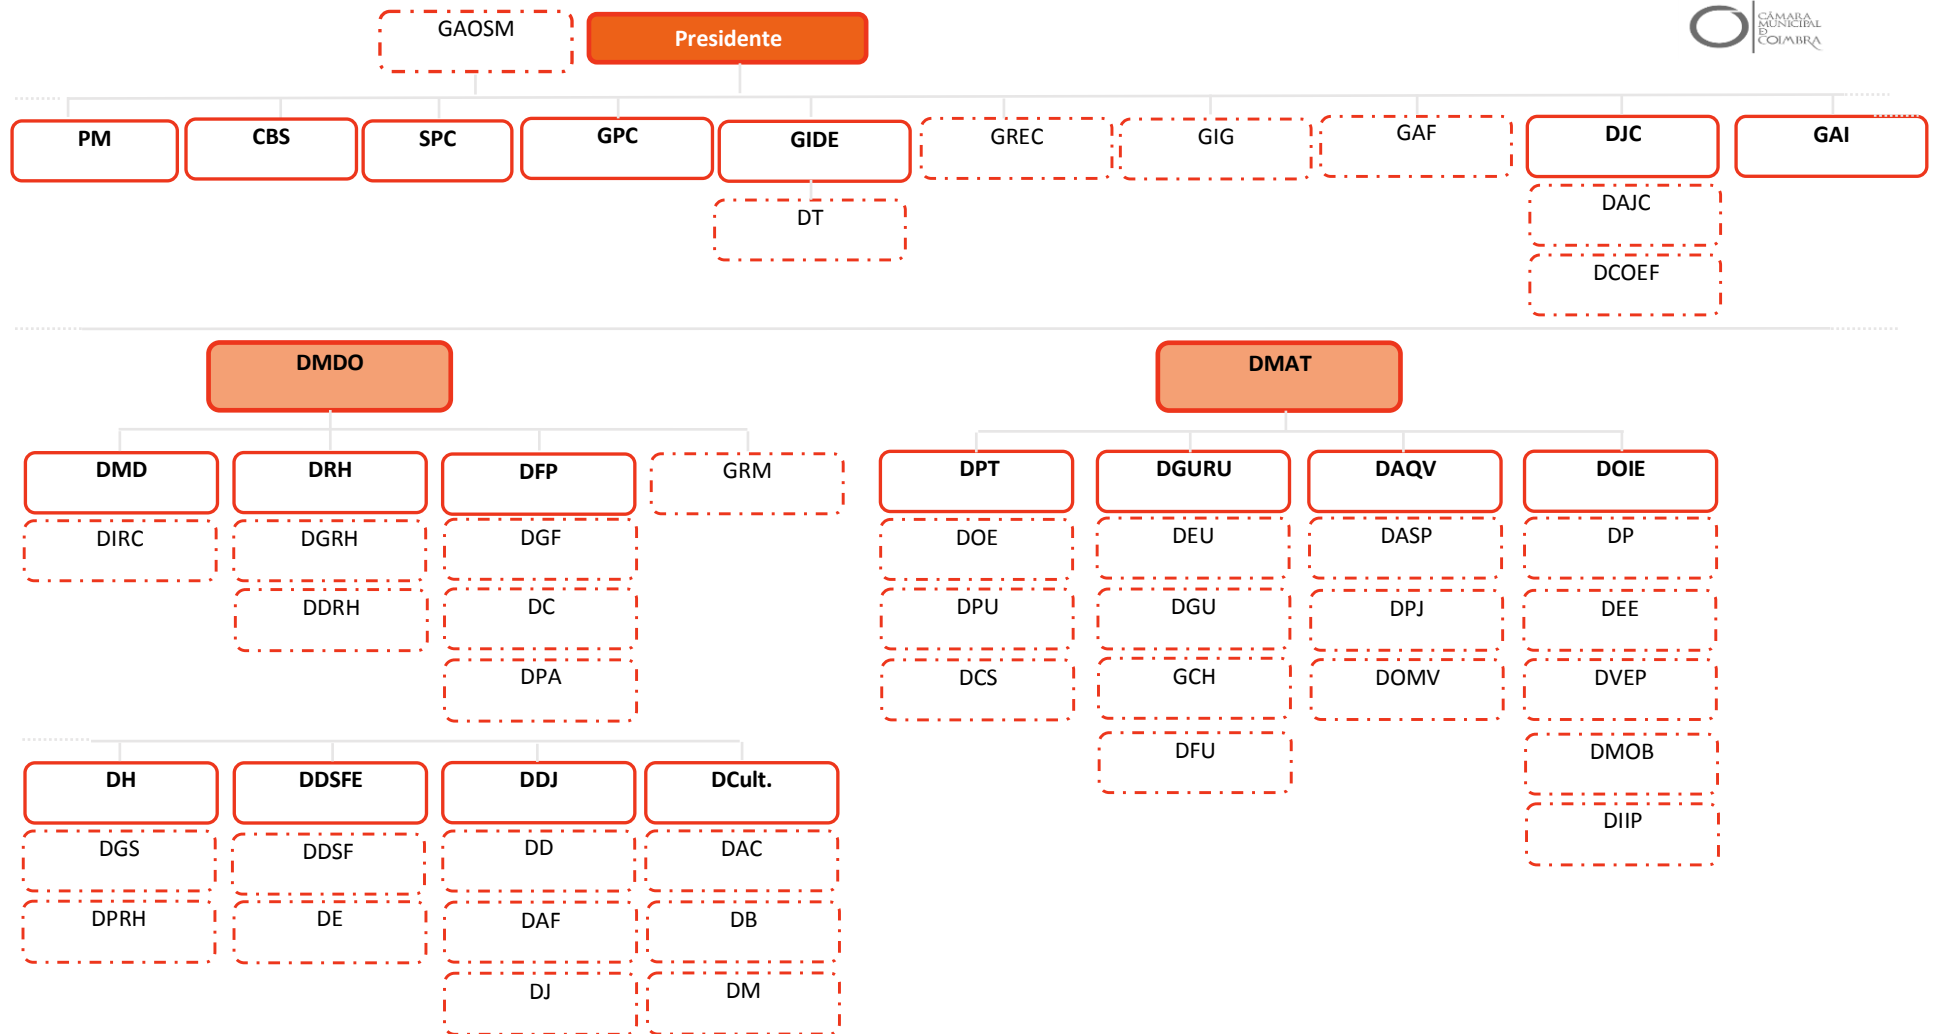 GAOSM
Presidente
CÂMARA
MUNICIPAL
D
COIMBRA
PM
CBS
SPC
GPC
GIDE
GREC
GIG
GAF
DJC
GAI
DT
DAJC
DCOEF
DMDO
DMAT
DMD
DRH
DFP
GRM
DPT
DGURU
DAQV
DOIE
DIRC
DGRH
DGF
DOE
DEU
DASP
DP
DDRH
DC
DPU
DGU
DPJ
DEE
DPA
DCS
GCH
DOMV
DVEP
DFU
DMOB
DIIP
DH
DDSFE
DDJ
DCult.
DGS
DDSF
DD
DAC
DPRH
DE
DAF
DB
DJ
DM